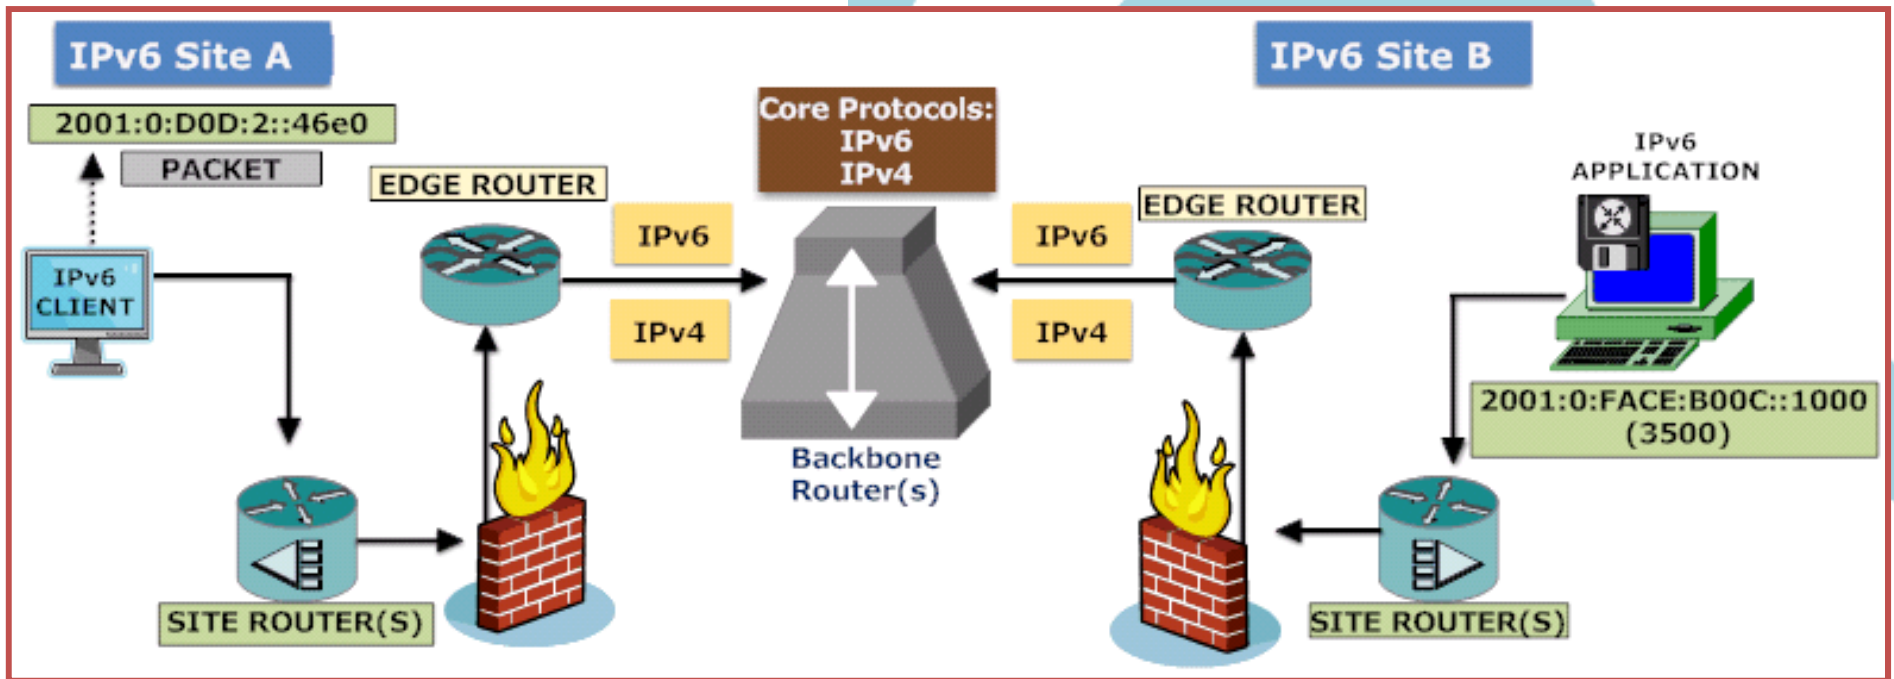 IPv6 Site A
2001:0:D0D:2::46e0
PACKET
IPv6
CLIENT
SITE ROUTER(S)
EDGE ROUTER
IPv6
IPv4
Core Protocols:
IPv6
IPv4
Backbone
Router(s)
IPv6 Site B
IPv6
IPv4
EDGE ROUTER
IPv6
APPLICATION
2001:0:FACE:B00C::1000
(3500)
SITE ROUTER(S)